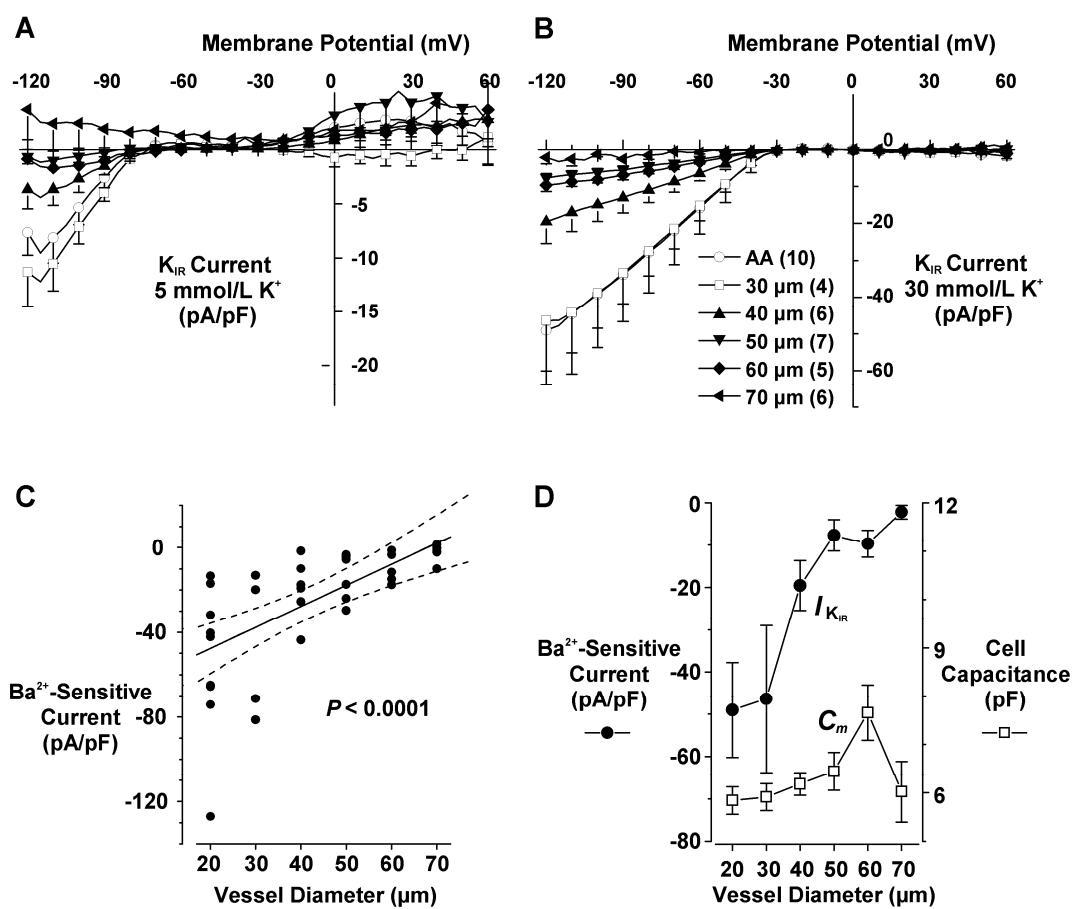 A
Membrane Potential (mV)
-120 -90 -60 -30 0 30 60
-5
-10
-15
-20
K_IR Current
5 mmol/L K⁺
(pA/pF)
B
Membrane Potential (mV)
-120 -90 -60 -30 0 30 60
0
-20
-40
-60
AA (10)
30 µm (4)
40 µm (6)
50 µm (7)
60 µm (5)
70 µm (6)
K_IR Current
30 mmol/L K⁺
(pA/pF)
C
0
-40
-80
-120
Ba²⁺-Sensitive
Current
(pA/pF)
P < 0.0001
20 30 40 50 60 70
Vessel Diameter (µm)
D
0
-20
-40
-60
-80
Ba²⁺-Sensitive
Current
(pA/pF)
I K_IR
C_m
12
9
6
Cell
Capacitance
(pF)
20 30 40 50 60 70
Vessel Diameter (µm)